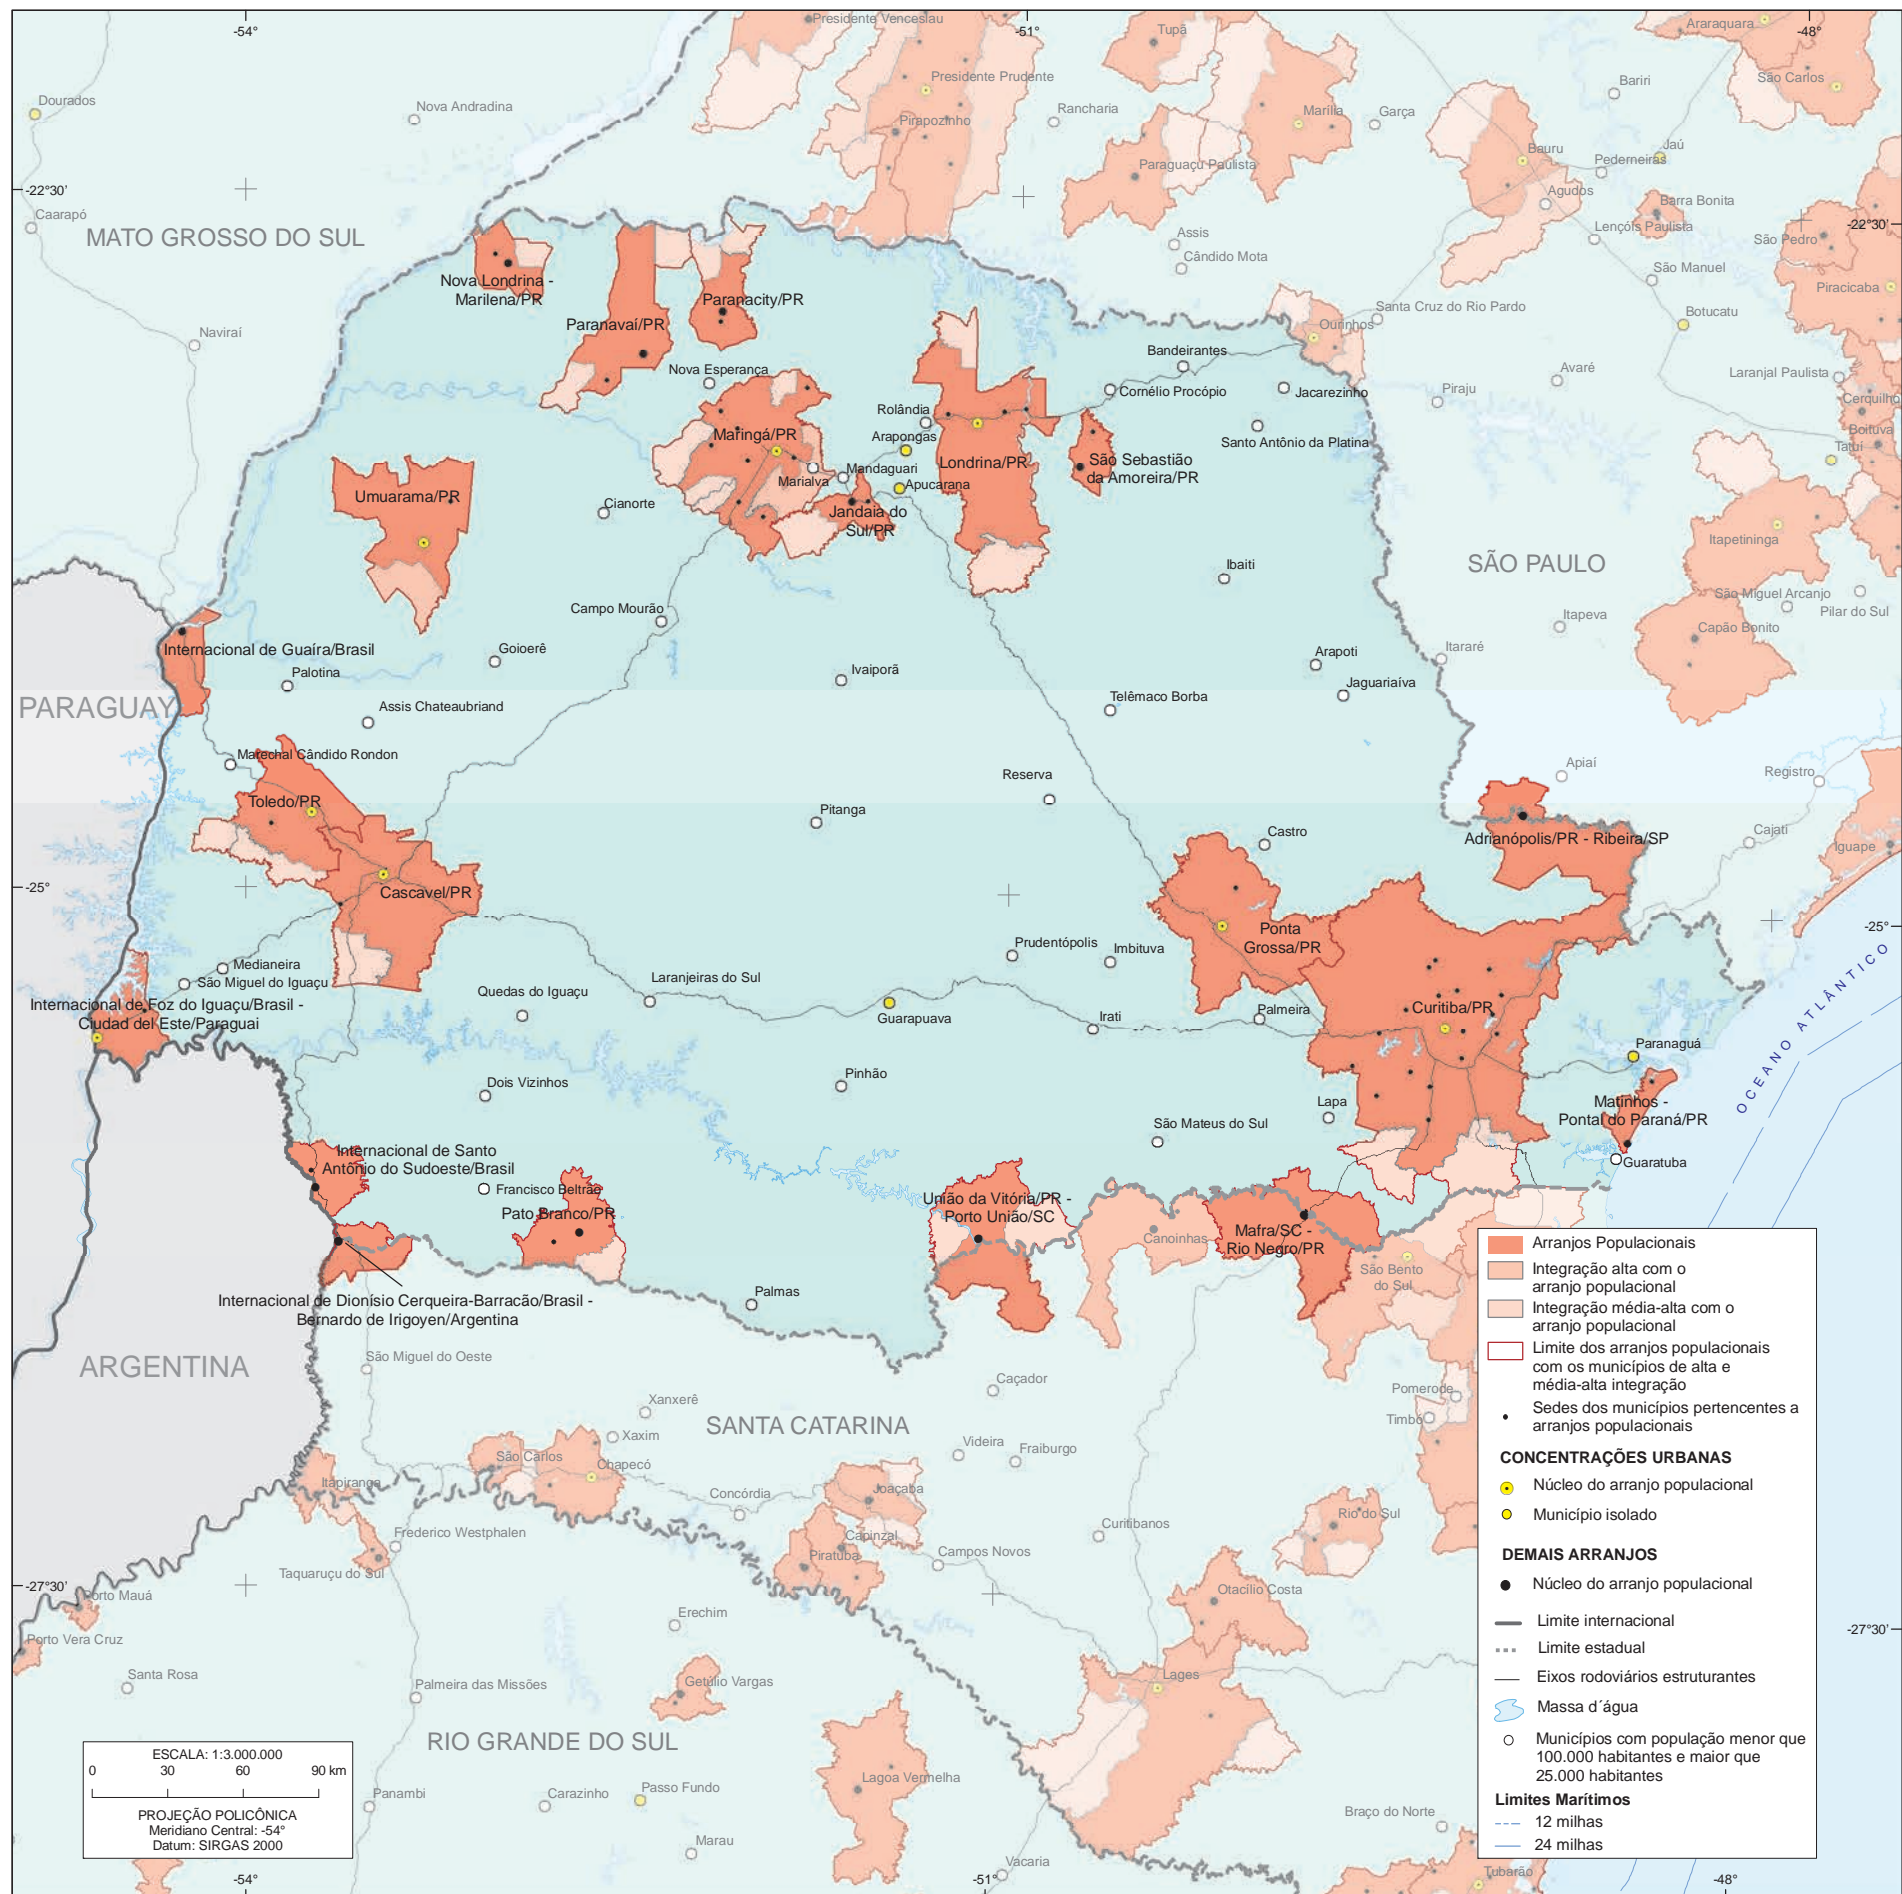 -54°
-51°
-48°
Presidente Venceslau
Tupã
Araraquara
Dourados
Nova Andradina
Presidente Prudente
Pirapozinho
Rancharia
Marília
Garça
Bariri
São Carlos
Paraguaçu Paulista
Bauru
Pederneiras
Jaú
Agudos
Barra Bonita
-22°30'
Caarapó
MATO GROSSO DO SUL
Assis
Cândido Mota
Lençóis Paulista
São Pedro
-22°30'
São Manuel
Piracicaba
Nova Londrina -
Marilena/PR
Paranavaí/PR
Paranacity/PR
Naviraí
Santa Cruz do Rio Pardo
Ourinhos
Botucatu
Nova Esperança
Bandeirantes
Cornélio Procópio
Jacarezinho
Piraju
Avaré
Laranjal Paulista
Cerquilho
Boituva
Tatuí
Rolândia
Arapongas
Maringá/PR
Marialva
Mandaguari
Apucarana
Londrina/PR
São Sebastião
da Amoreira/PR
Santo Antônio da Platina
Umuarama/PR
Cianorte
Jandaia do
Sul/PR
Itapetininga
Ibaiti
SÃO PAULO
São Miguel Arcanjo
Pilar do Sul
Campo Mourão
Itapeva
Capão Bonito
Internacional de Guaíra/Brasil
Goioerê
Ivaiporã
Arapoti
Itararé
Palotina
Jaguariaíva
PARAGUAY
Assis Chateaubriand
Telêmaco Borba
Marechal Cândido Rondon
Reserva
Apiaí
Registro
Toledo/PR
Pitanga
Castro
Adrianópolis/PR - Ribeira/SP
Cajati
Iguape
-25°
Cascavel/PR
Ponta
Grossa/PR
-25°
Medianeira
São Miguel do Iguaçu
Prudentópolis
Imbituva
Internacional de Foz do Iguaçu/Brasil -
Ciudad del Este/Paraguai
Quedas do Iguaçu
Laranjeiras do Sul
Guarapuava
Irati
Palmeira
Curitiba/PR
OCEANO ATLÂNTICO
Paranaguá
Dois Vizinhos
Pinhão
Lapa
Matinhos -
Pontal do Paraná/PR
São Mateus do Sul
Guaratuba
Internacional de Santo
Antônio do Sudoeste/Brasil
Francisco Beltrão
Pato Branco/PR
União da Vitória/PR -
Porto União/SC
Canoinhas
Mafra/SC -
Rio Negro/PR
São Bento
do Sul
Internacional de Dionísio Cerqueira-Barracão/Brasil -
Bernardo de Irigoyen/Argentina
Palmas
ARGENTINA
São Miguel do Oeste
Caçador
Xanxerê
SANTA CATARINA
Xaxim
Videira
Fraiburgo
Pomerode
Timbó
São Carlos
Chapecó
Itapiranga
Concórdia
Joaçaba
Capinzal
Piratuba
Rio do Sul
Curitibanos
Campos Novos
Frederico Westphalen
Taquaruçu do Sul
-27°30'
Porto Mauá
Otacílio Costa
Erechim
-27°30'
Porto Vera Cruz
Santa Rosa
Palmeira das Missões
Getúlio Vargas
Lages
RIO GRANDE DO SUL
Lagoa Vermelha
Panambi
Carazinho
Passo Fundo
Marau
Vacaria
Braço do Norte
Tubarão
ESCALA: 1:3.000.000
0 30 60 90 km
PROJEÇÃO POLICÔNICA
Meridiano Central: -54°
Datum: SIRGAS 2000
Arranjos Populacionais
Integração alta com o
arranjo populacional
Integração média-alta com o
arranjo populacional
Limite dos arranjos populacionais
com os municípios de alta e
média-alta integração
Sedes dos municípios pertencentes a
arranjos populacionais
CONCENTRAÇÕES URBANAS
Núcleo do arranjo populacional
Município isolado
DEMAIS ARRANJOS
Núcleo do arranjo populacional
Limite internacional
Limite estadual
Eixos rodoviários estruturantes
Massa d´água
Municípios com população menor que
100.000 habitantes e maior que
25.000 habitantes
Limites Marítimos
12 milhas
24 milhas
-54°
-51°
-48°